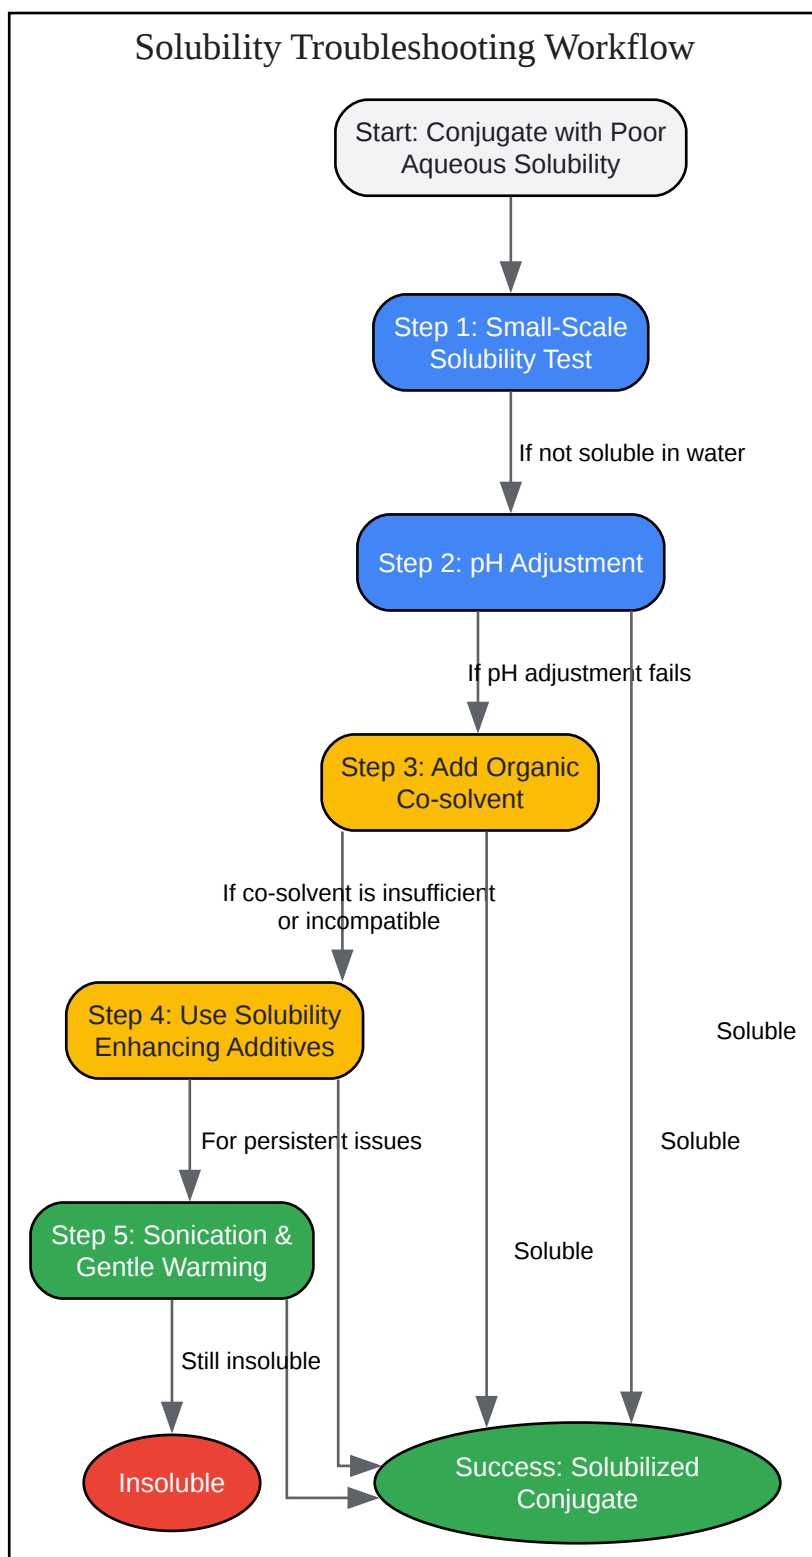 Solubility Troubleshooting Workflow
Start: Conjugate with Poor
Aqueous Solubility
Step 1: Small-Scale
Solubility Test
If not soluble in water
Step 2: pH Adjustment
If pH adjustment fails
Step 3: Add Organic
Co-solvent
If co-solvent is insufficient
or incompatible
Step 4: Use Solubility
Enhancing Additives
Soluble
For persistent issues
Soluble
Step 5: Sonication &
Gentle Warming
Soluble
Still insoluble
Insoluble
Success: Solubilized
Conjugate